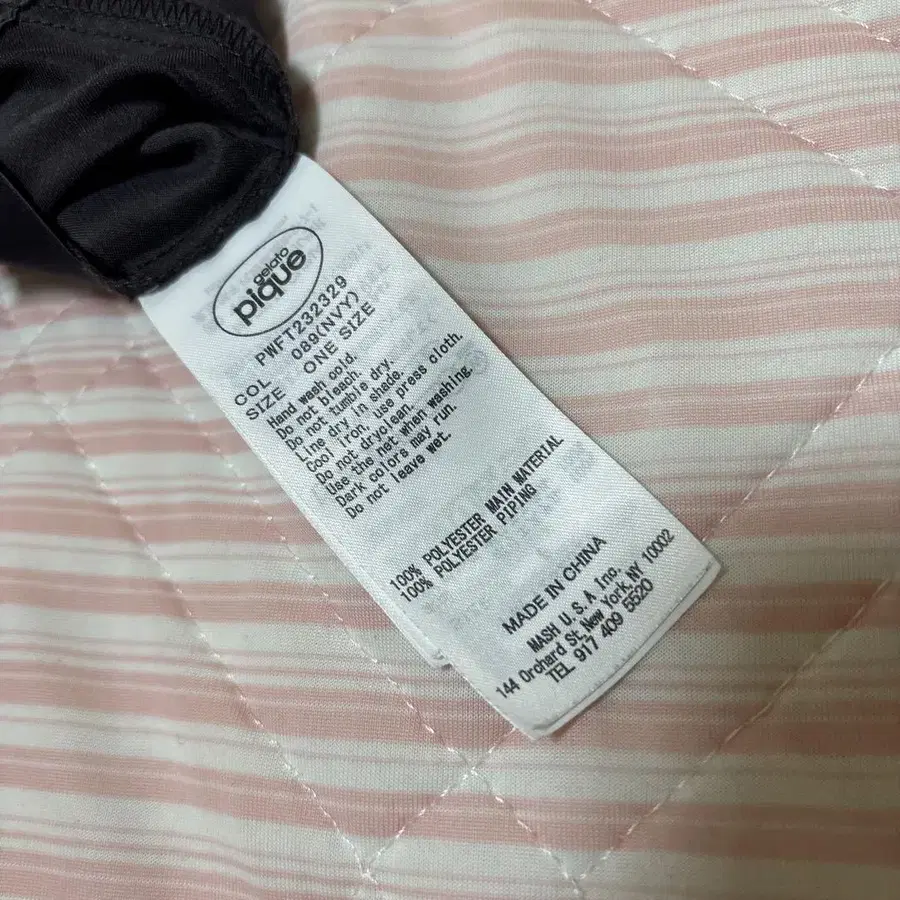 gelato
pique
PWFT232329
COL 089(NVY)
SIZE ONE SIZE
Hand wash cold.
Do not bleach.
Do not tumble dry.
Line dry in shade.
Cool iron, use press cloth.
Do not dryclean.
Use the net when washing.
Dark colors may run.
Do not leave wet.
100% POLYESTER MAIN MATERIAL
100% POLYESTER PIPING
MADE IN CHINA
MASH U.S.A Inc.
144 Orchard St, New York, NY 10002
TEL 917 409 5520